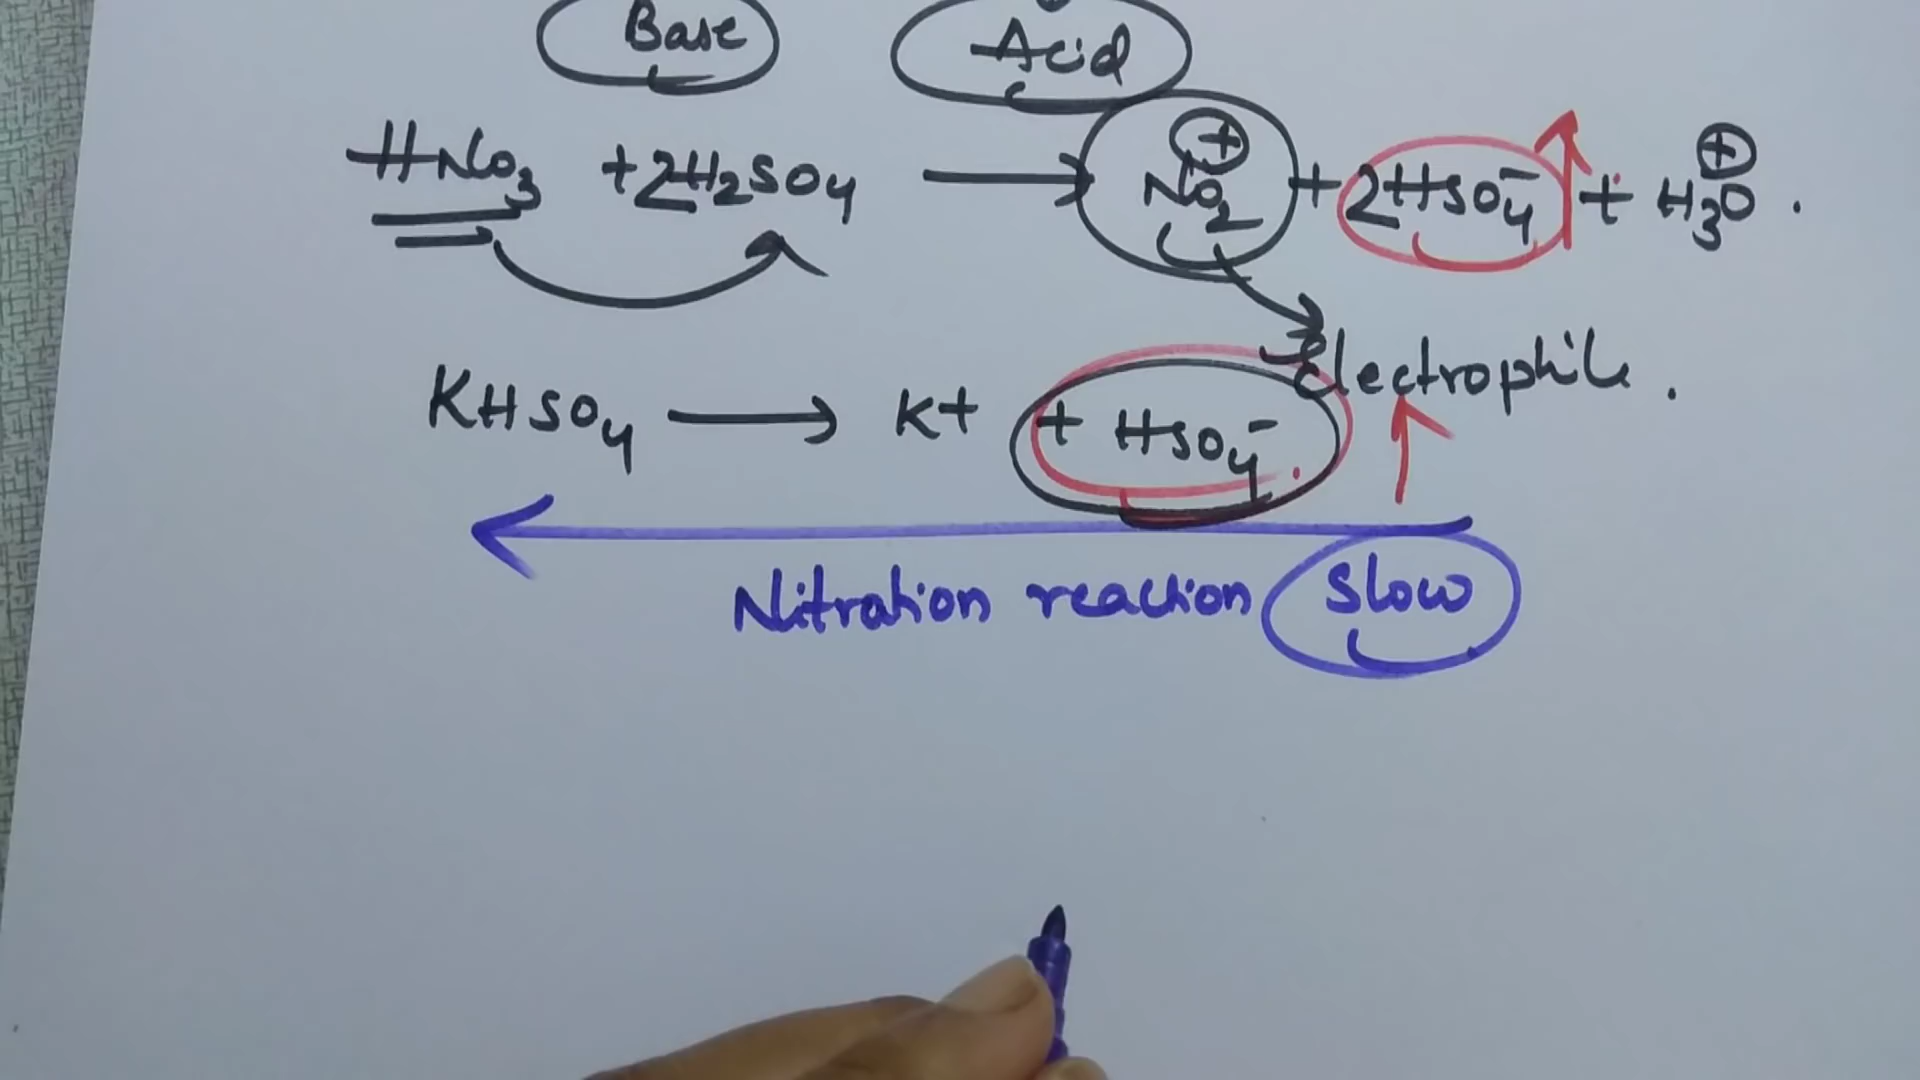 Base Acid
HNO3 + 2H2SO4 → NO2⊕ + 2HSO4⁻ ↑ + H3O⊕ .
Electrophile .
KHSO4 → K+ + HSO4⁻ ↑
Nitration reaction slow